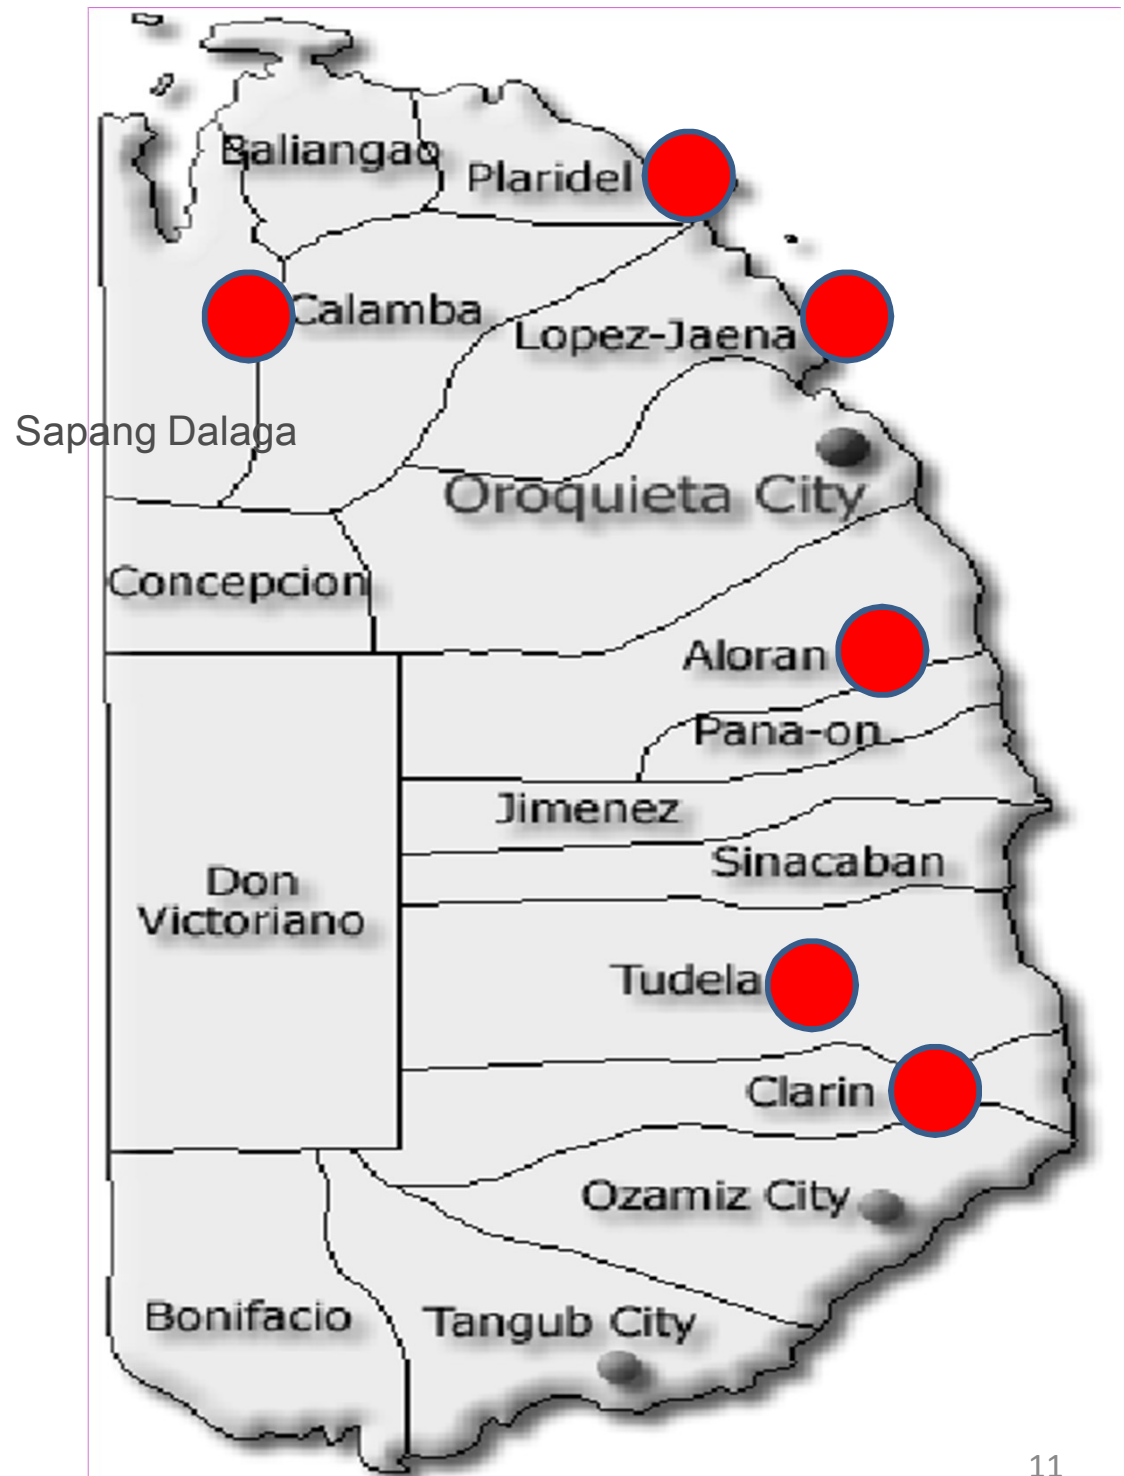 Baliangao
Plaridel
Calamba
Lopez-Jaena
Sapang Dalaga
Oroquieta City
Concepcion
Aloran
Pana-on
Jimenez
Sinacaban
Don
Victoriano
Tudela
Clarin
Ozamiz City
Bonifacio
Tangub City
11